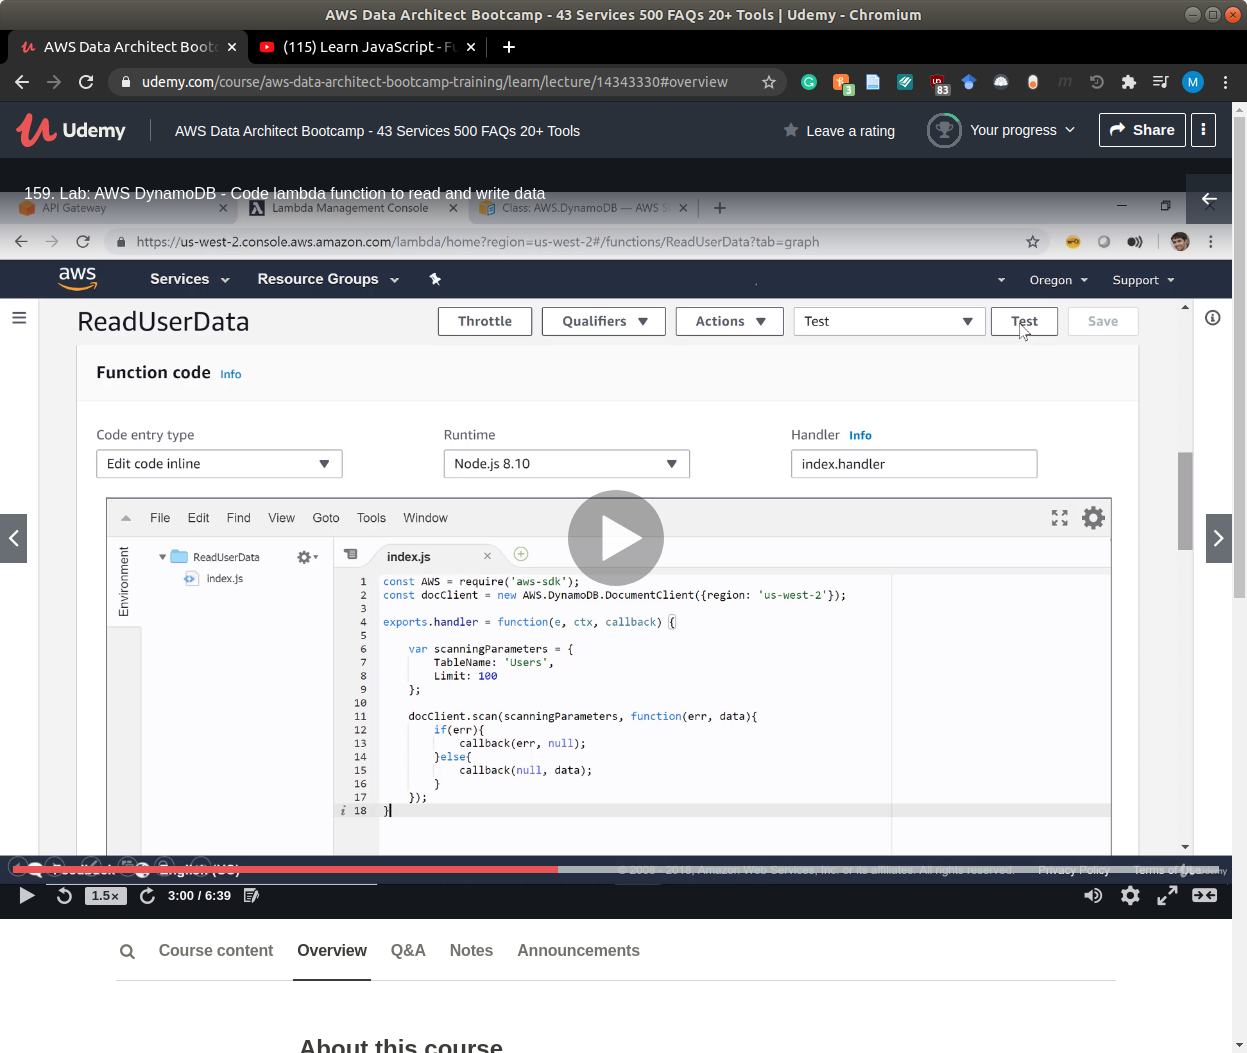 AWS Data Architect Bootcamp - 43 Services 500 FAQs 20+ Tools | Udemy - Chromium
AWS Data Architect Bootc
(115) Learn JavaScript - Fu
udemy.com/course/aws-data-architect-bootcamp-training/learn/lecture/14343330#overview
3
83
m
M
Udemy
AWS Data Architect Bootcamp - 43 Services 500 FAQs 20+ Tools
Leave a rating
Your progress
Share
159. Lab: AWS DynamoDB - Code lambda function to read and write data
API Gateway
Lambda Management Console
Class: AWS.DynamoDB — AWS S
https://us-west-2.console.aws.amazon.com/lambda/home?region=us-west-2#/functions/ReadUserData?tab=graph
aws
Services
Resource Groups
Oregon
Support
ReadUserData
Throttle
Qualifiers
Actions
Test
Test
Save
Function code Info
Code entry type
Runtime
Handler Info
Edit code inline
Node.js 8.10
index.handler
File Edit Find View Goto Tools Window
Environment
ReadUserData
index.js
index.js
1 const AWS = require('aws-sdk');
2 const docClient = new AWS.DynamoDB.DocumentClient({region: 'us-west-2'});
3
4 exports.handler = function(e, ctx, callback) {
5
6 var scanningParameters = {
7 TableName: 'Users',
8 Limit: 100
9 };
10
11 docClient.scan(scanningParameters, function(err, data){
12 if(err){
13 callback(err, null);
14 }else{
15 callback(null, data);
16 }
17 });
i 18 }
Feedback
English (US)
© 2008 - 2018, Amazon Web Services, Inc. or its affiliates. All rights reserved.
Privacy Policy
Terms of
1.5×
3:00 / 6:39
Course content
Overview
Q&A
Notes
Announcements
About this course